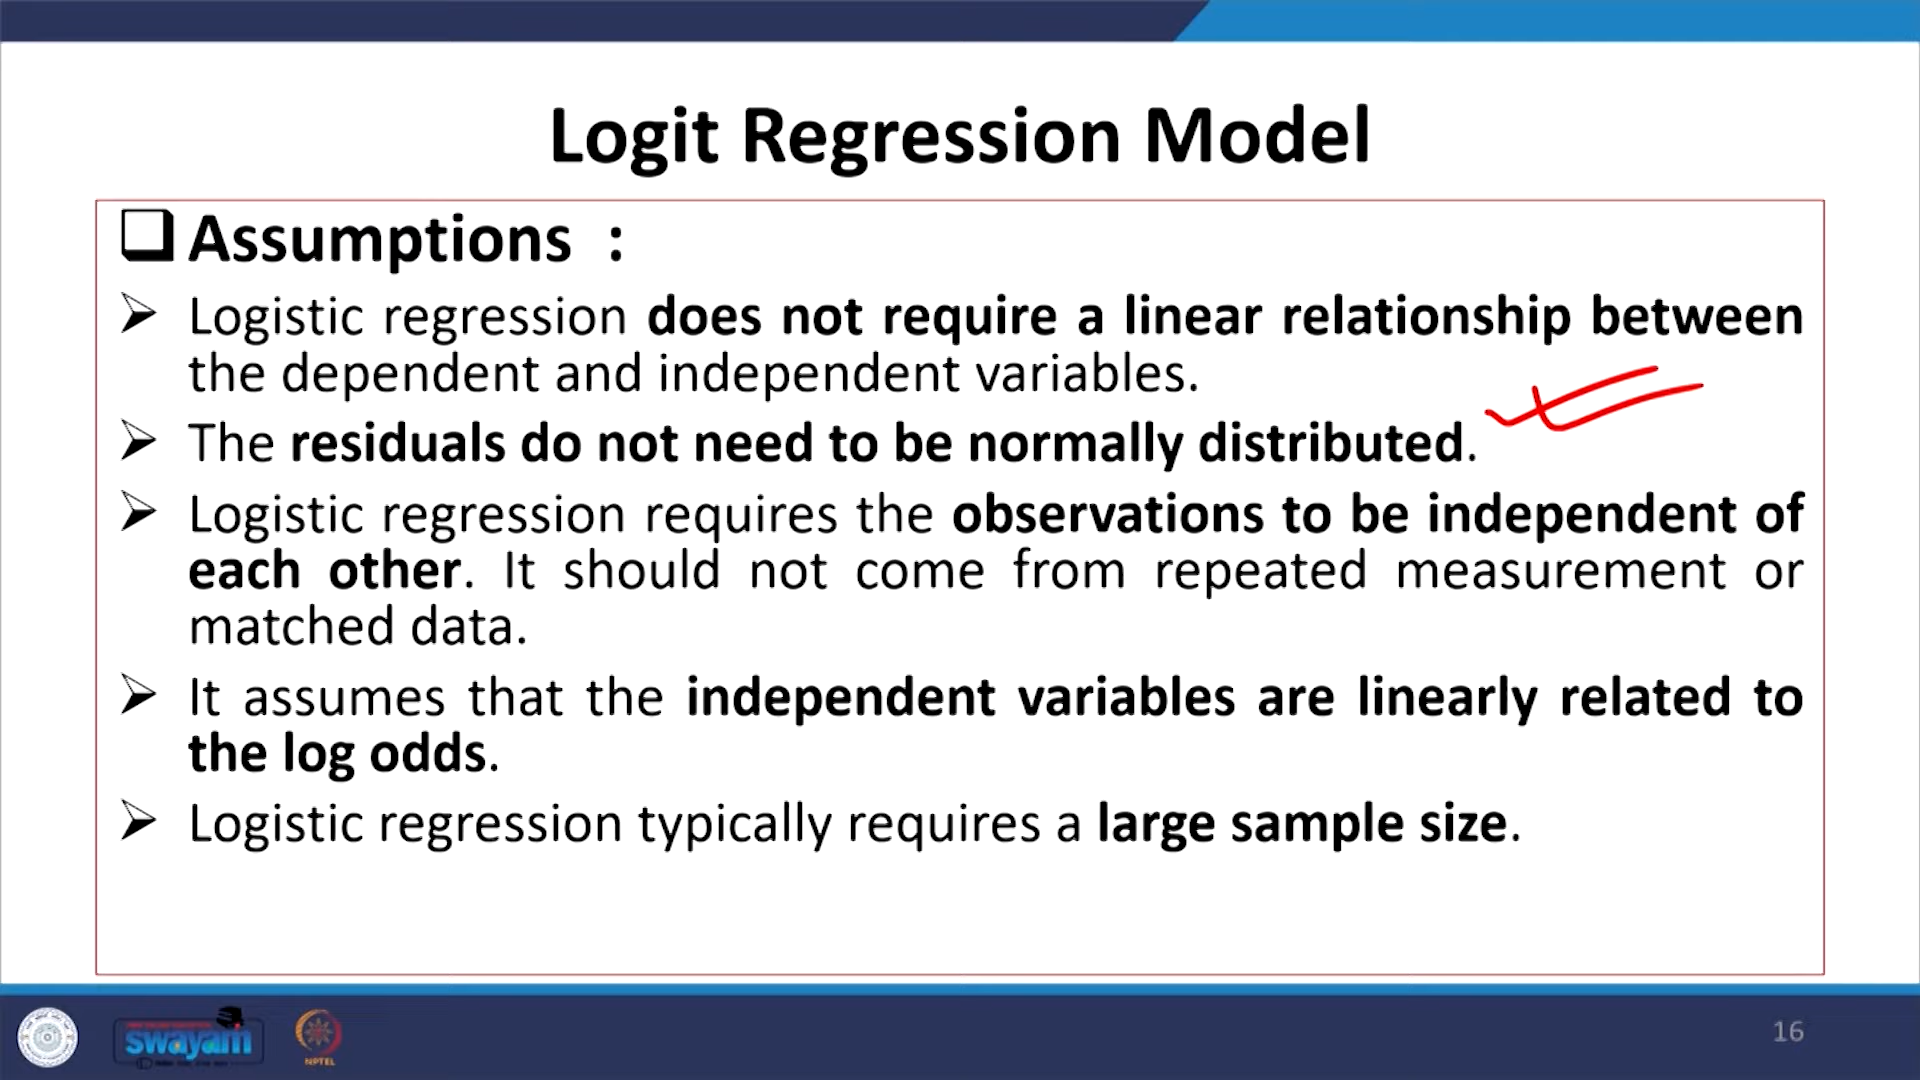 Logit Regression Model
Assumptions :
Logistic regression does not require a linear relationship between
the dependent and independent variables.
The residuals do not need to be normally distributed.
Logistic regression requires the observations to be independent of
each other. It should not come from repeated measurement or
matched data.
It assumes that the independent variables are linearly related to
the log odds.
Logistic regression typically requires a large sample size.
swayam
NPTEL
16